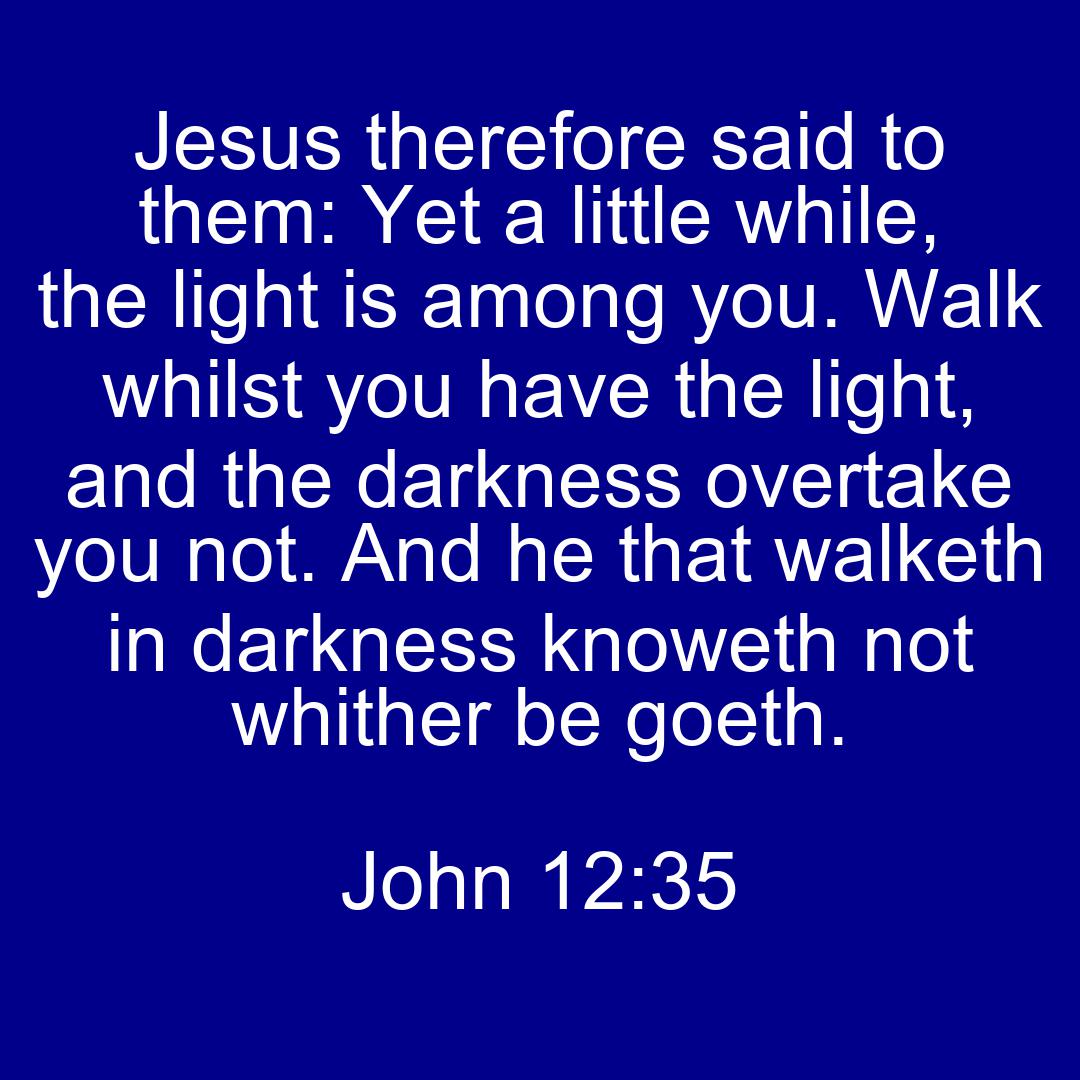 Jesus therefore said to
them: Yet a little while,
the light is among you. Walk
whilst you have the light,
and the darkness overtake
you not. And he that walketh
in darkness knoweth not
whither be goeth.
John 12:35